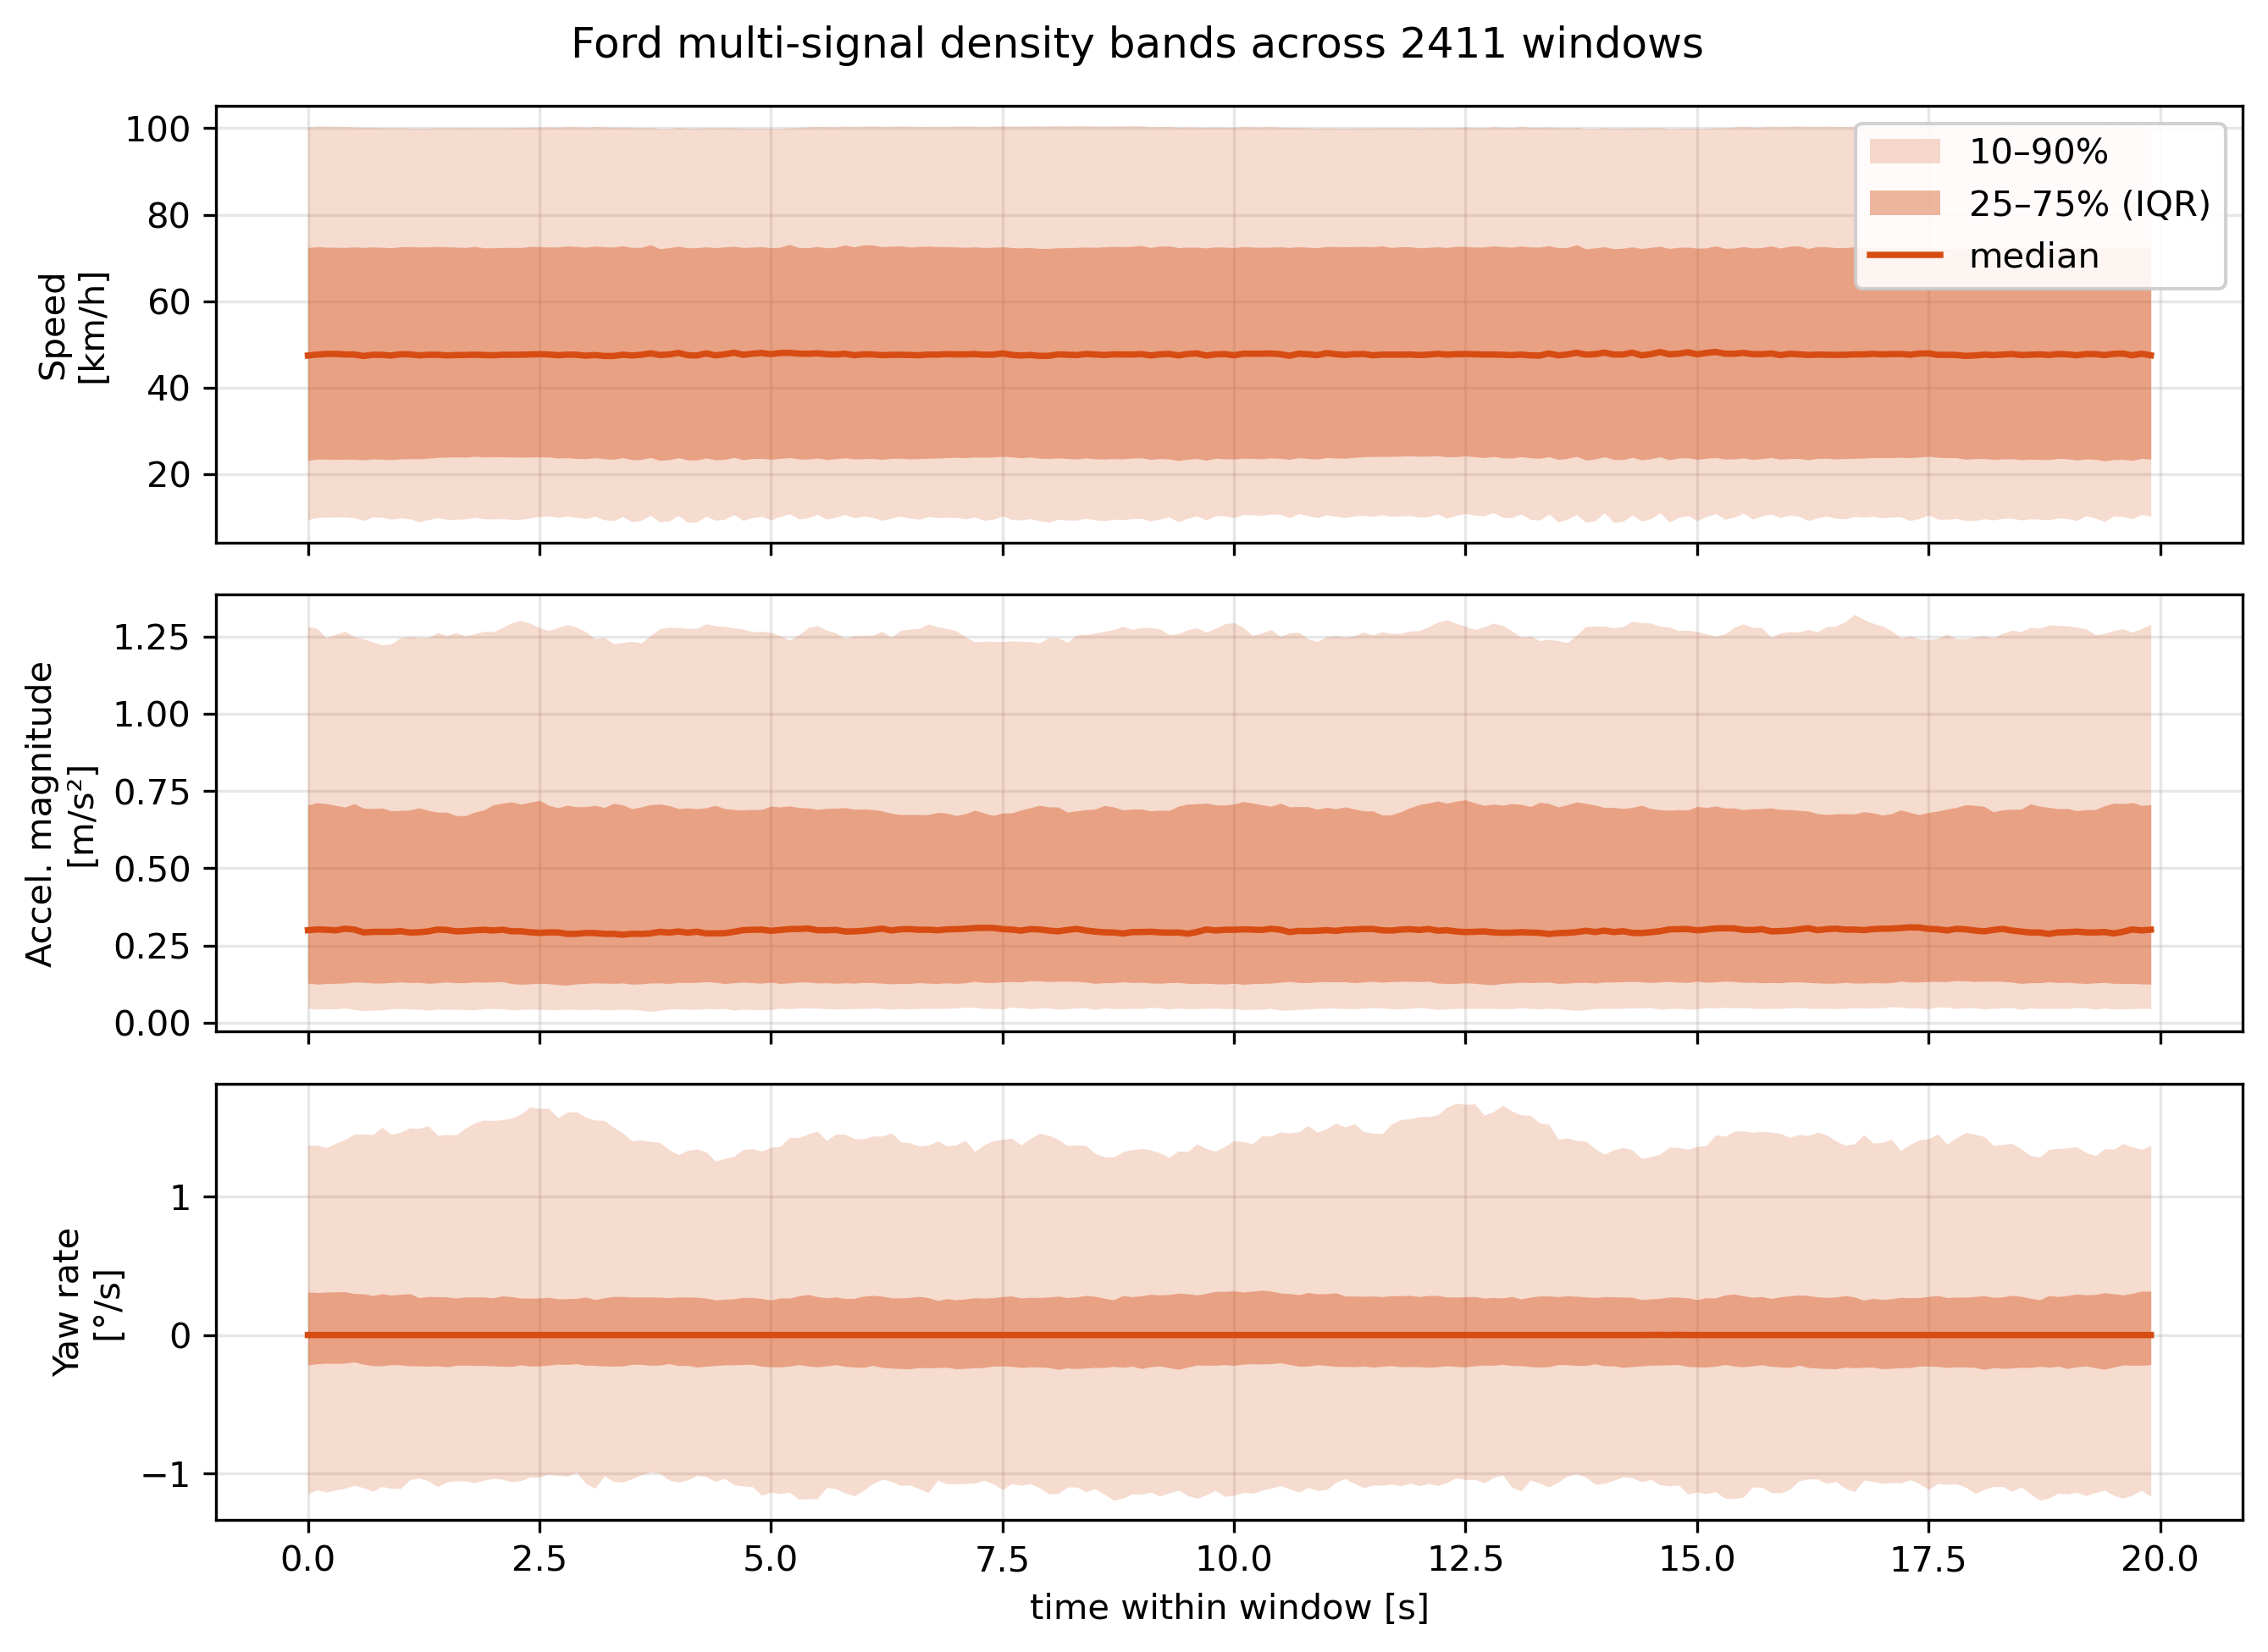 Ford multi-signal density bands across 2411 windows
100
80
60
40
20
Speed
[km/h]
10–90%
25–75% (IQR)
median
1.25
1.00
0.75
0.50
0.25
0.00
Accel. magnitude
[m/s²]
1
0
−1
Yaw rate
[°/s]
0.0 2.5 5.0 7.5 10.0 12.5 15.0 17.5 20.0
time within window [s]